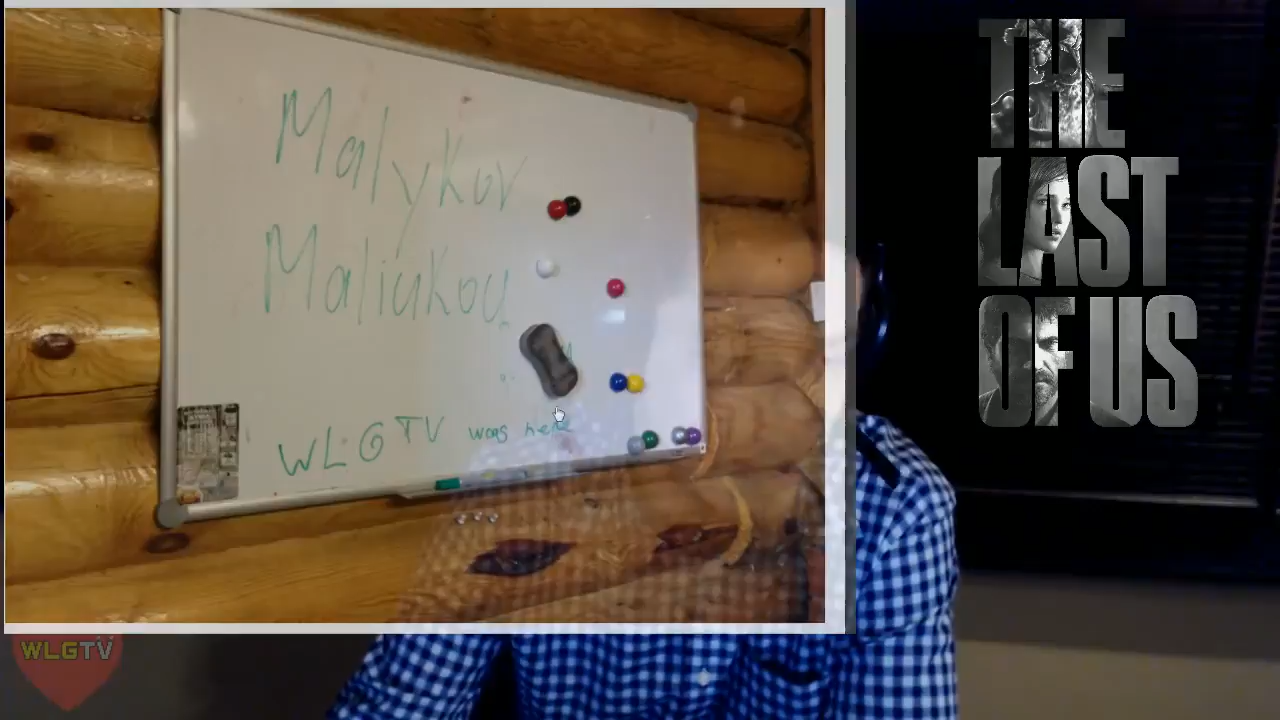 Malykov
Maliukou
WLGTV was here
THE
LAST
OF US
WLGTV